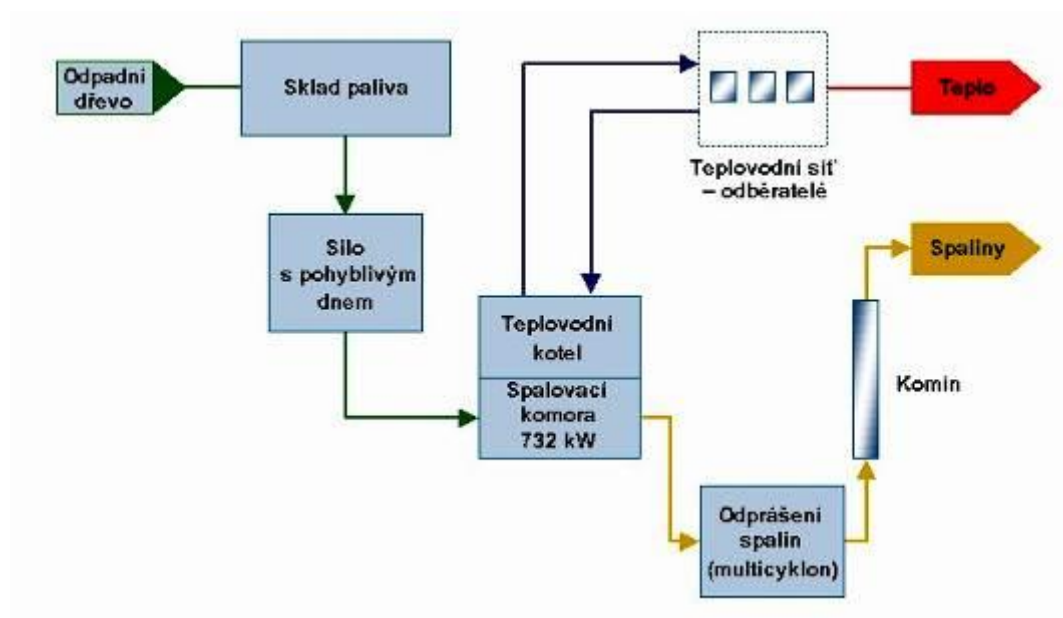 Odpadní
dřevo
Sklad paliva
Teplo
Teplovodní síť
– odběratelé
Silo
s pohyblivým
dnem
Spaliny
Teplovodní
kotel
Spalovací
komora
732 kW
Komín
Odprášení
spalin
(multicyklon)